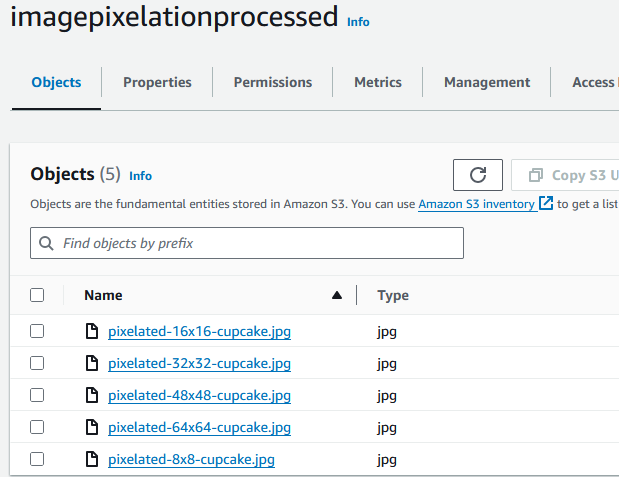 imagepixelationprocessed Info
Objects Properties Permissions Metrics Management Access
Objects (5) Info
Copy S3 U
Objects are the fundamental entities stored in Amazon S3. You can use Amazon S3 inventory to get a list
Find objects by prefix
Name Type
pixelated-16x16-cupcake.jpg jpg
pixelated-32x32-cupcake.jpg jpg
pixelated-48x48-cupcake.jpg jpg
pixelated-64x64-cupcake.jpg jpg
pixelated-8x8-cupcake.jpg jpg